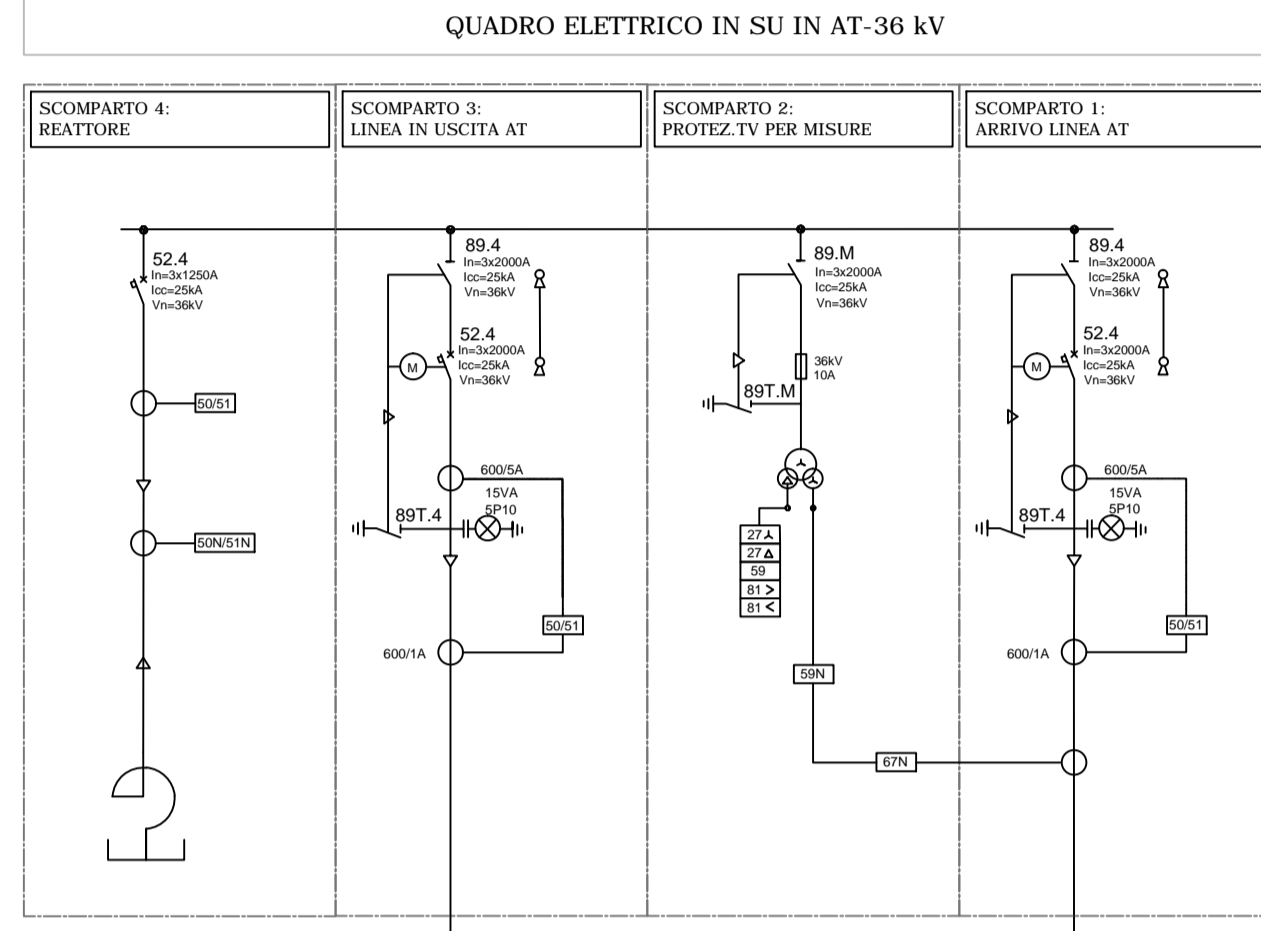 QUADRO ELETTRICO IN SU IN AT-36 kV
SCOMPARTO 4:
REATTORE
52.4
In=3x1250A
Icc=25kA
Vn=36kV
50/51
50N/51N
SCOMPARTO 3:
LINEA IN USCITA AT
89.4
In=3x2000A
Icc=25kA
Vn=36kV
52.4
In=3x2000A
Icc=25kA
Vn=36kV
M
600/5A
15VA
5P10
89T.4
50/51
600/1A
SCOMPARTO 2:
PROTEZ.TV PER MISURE
89.M
In=3x2000A
Icc=25kA
Vn=36kV
36kV
10A
89T.M
27
27
59
81 >
81 <
59N
67N
SCOMPARTO 1:
ARRIVO LINEA AT
89.4
In=3x2000A
Icc=25kA
Vn=36kV
52.4
In=3x2000A
Icc=25kA
Vn=36kV
M
600/5A
15VA
5P10
89T.4
50/51
600/1A